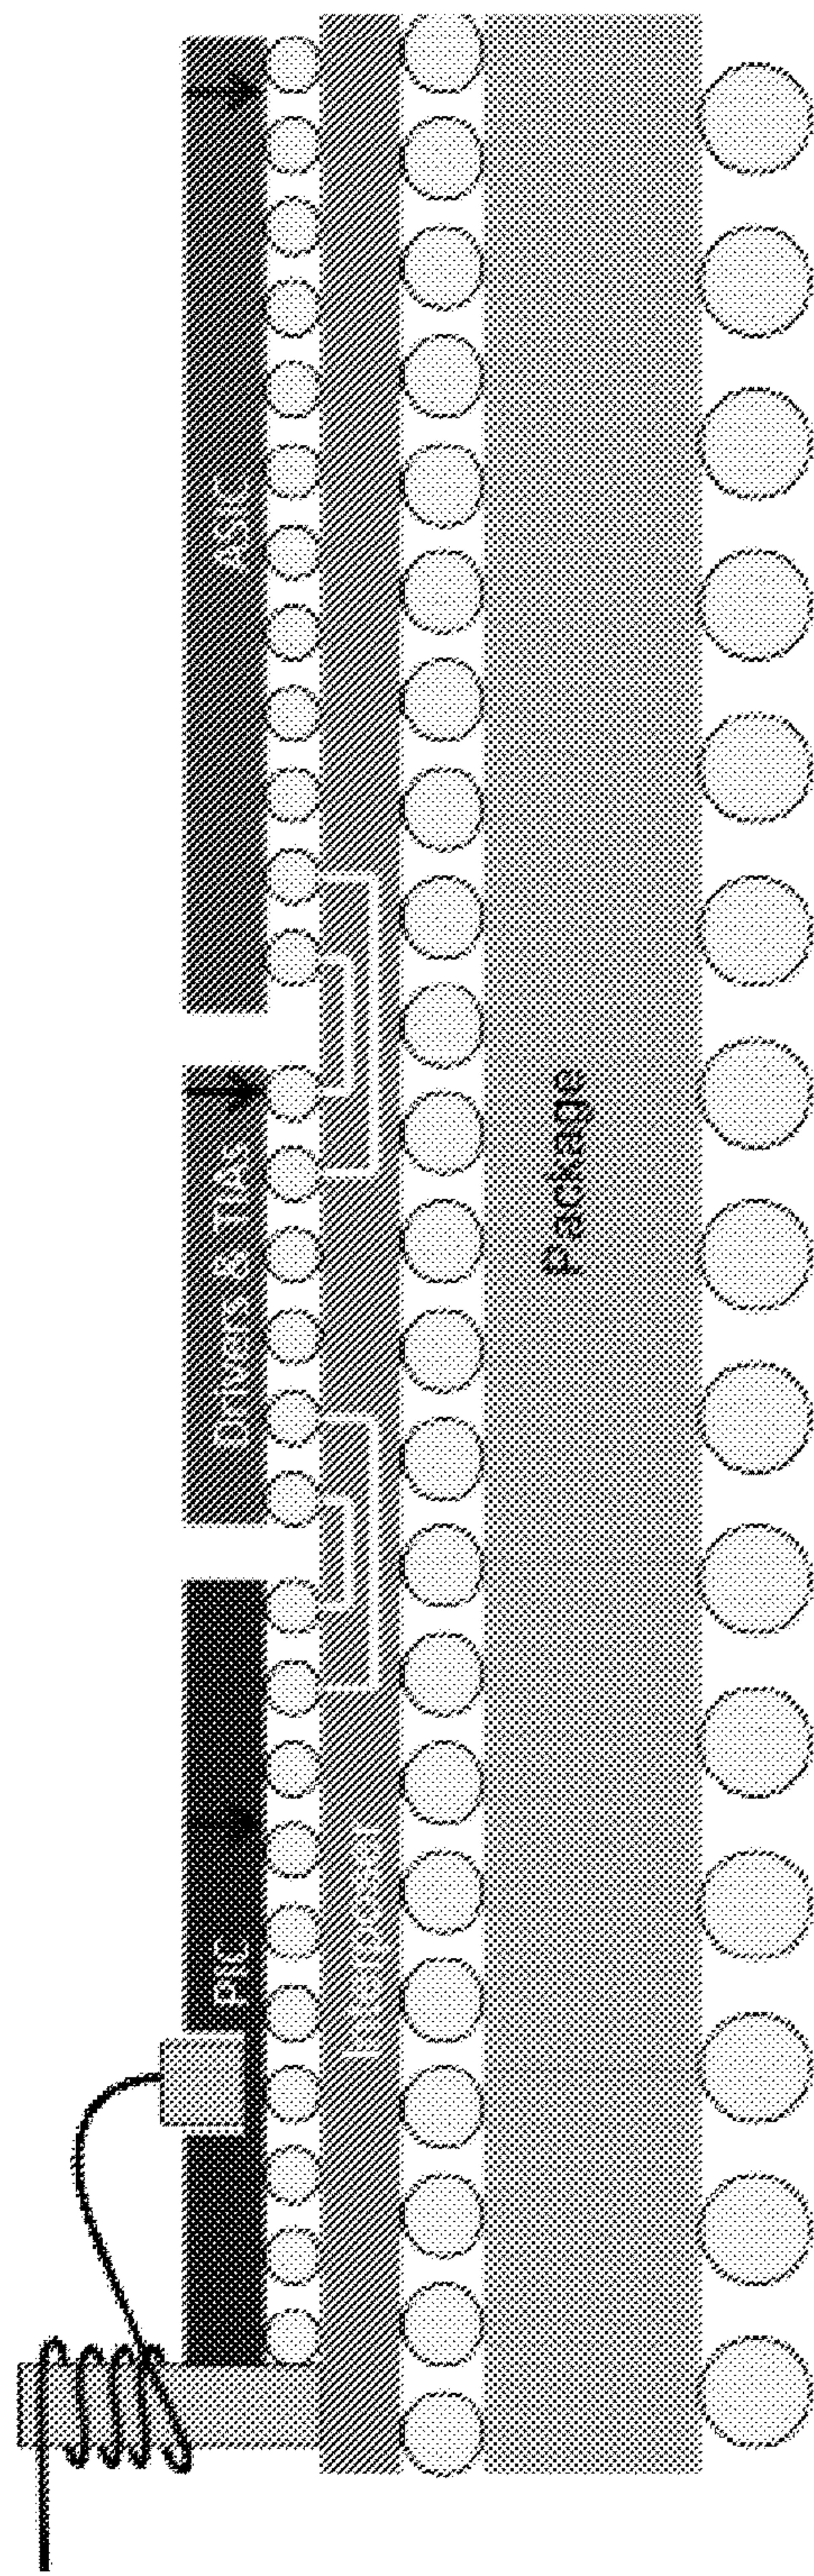 PIC
Drivers & TIAs
ASIC
Interposer
Package